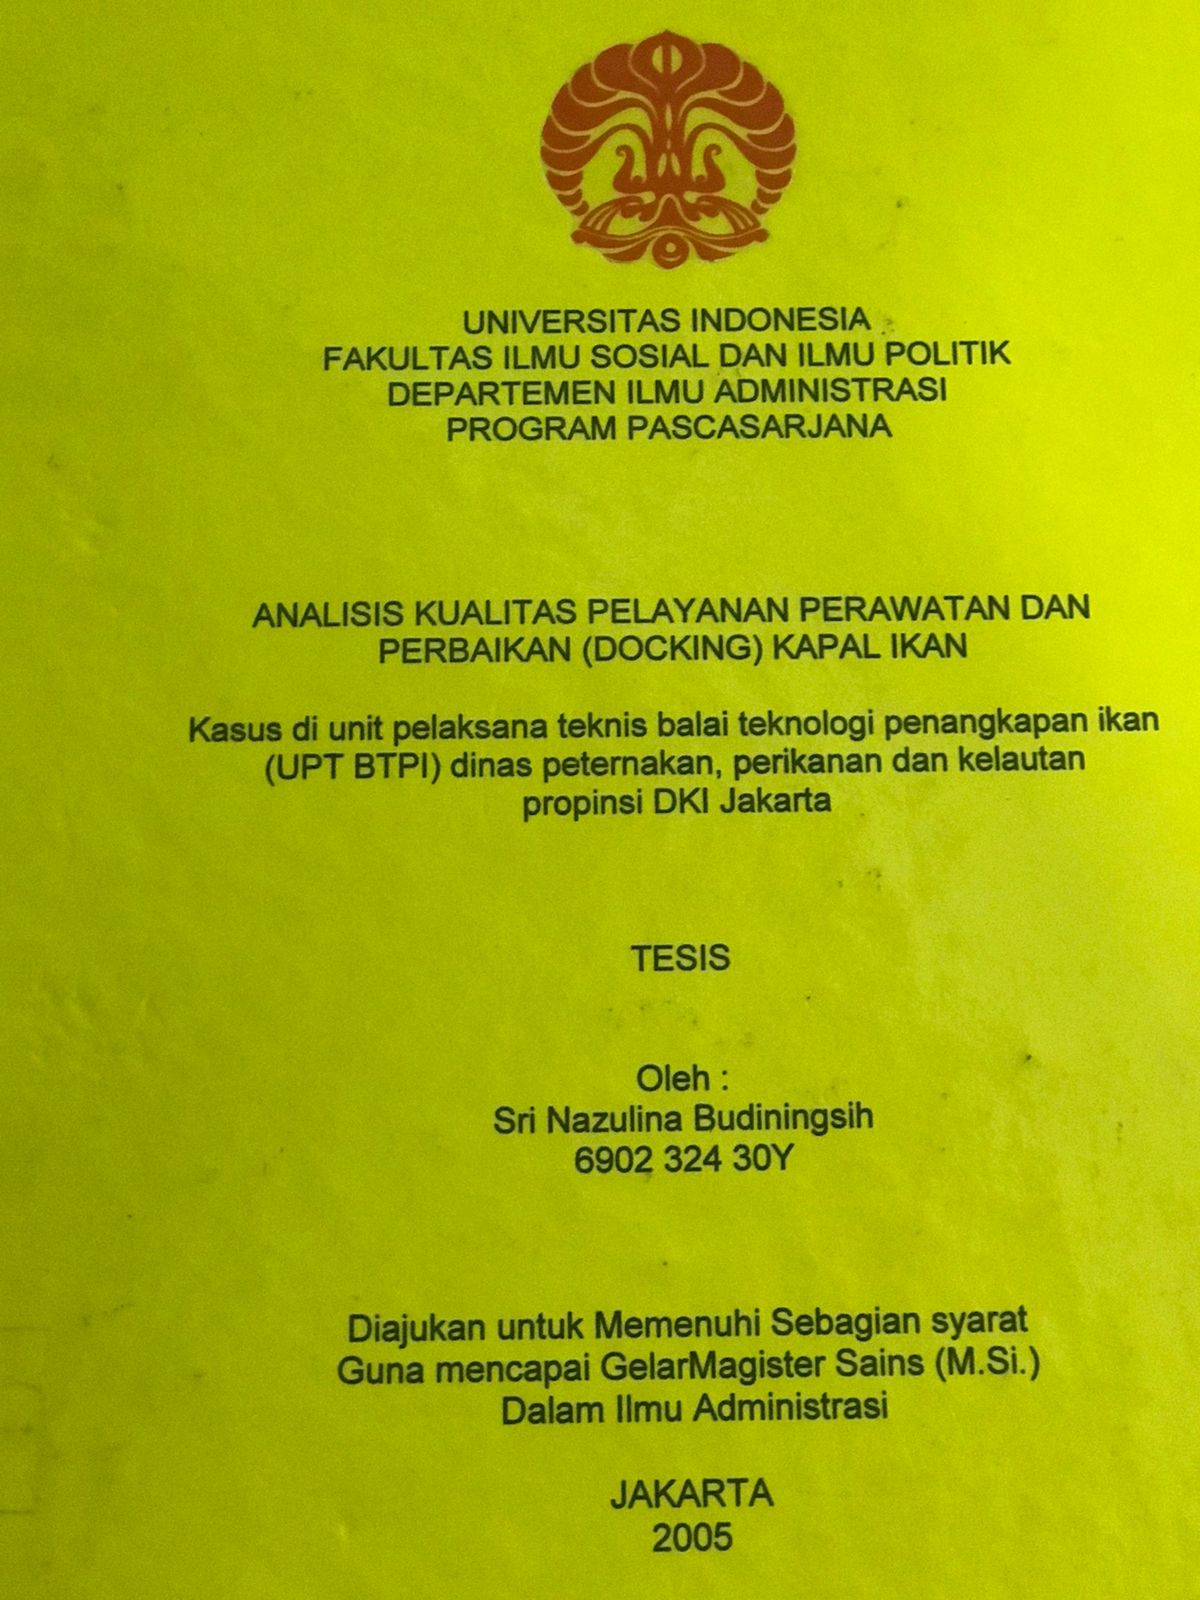 UNIVERSITAS INDONESIA
FAKULTAS ILMU SOSIAL DAN ILMU POLITIK
DEPARTEMEN ILMU ADMINISTRASI
PROGRAM PASCASARJANA
ANALISIS KUALITAS PELAYANAN PERAWATAN DAN
PERBAIKAN (DOCKING) KAPAL IKAN
Kasus di unit pelaksana teknis balai teknologi penangkapan ikan
(UPT BTPI) dinas peternakan, perikanan dan kelautan
propinsi DKI Jakarta
TESIS
Oleh :
Sri Nazulina Budiningsih
6902 324 30Y
Diajukan untuk Memenuhi Sebagian syarat
Guna mencapai GelarMagister Sains (M.Si.)
Dalam Ilmu Administrasi
JAKARTA
2005